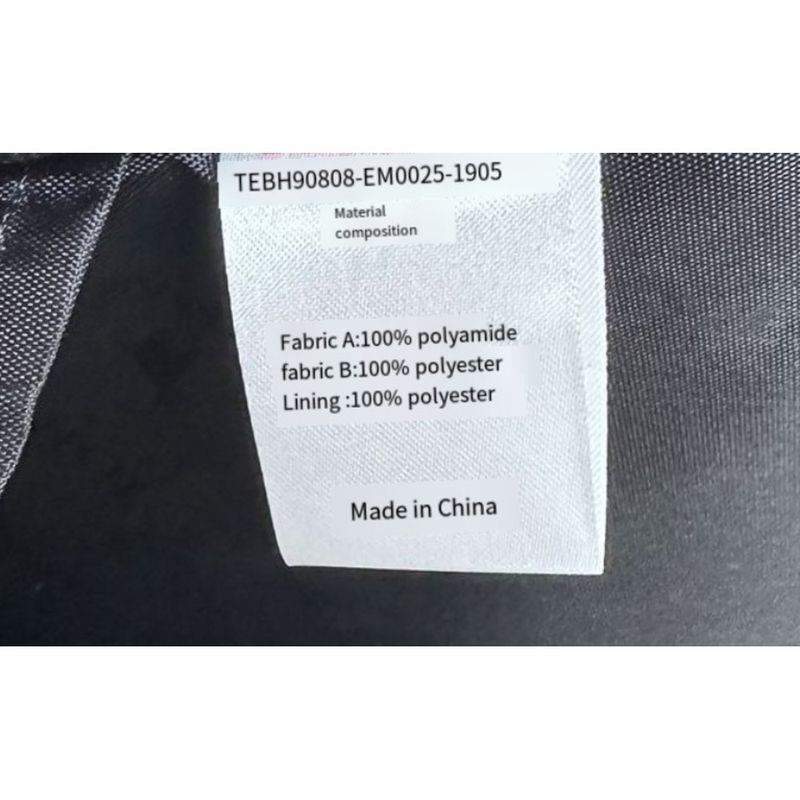 TEBH90808-EM0025-1905
Material
composition
Fabric A:100% polyamide
fabric B:100% polyester
Lining :100% polyester
Made in China